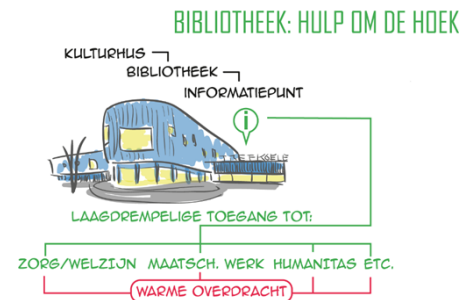 BIBLIOTHEEK: HULP OM DE HOEK
KULTURHUS
BIBLIOTHEEK
INFORMATIEPUNT
i
LAAGDREMPELIGE TOEGANG TOT:
ZORG/WELZIJN MAATSCH. WERK HUMANITAS ETC.
WARME OVERDRACHT